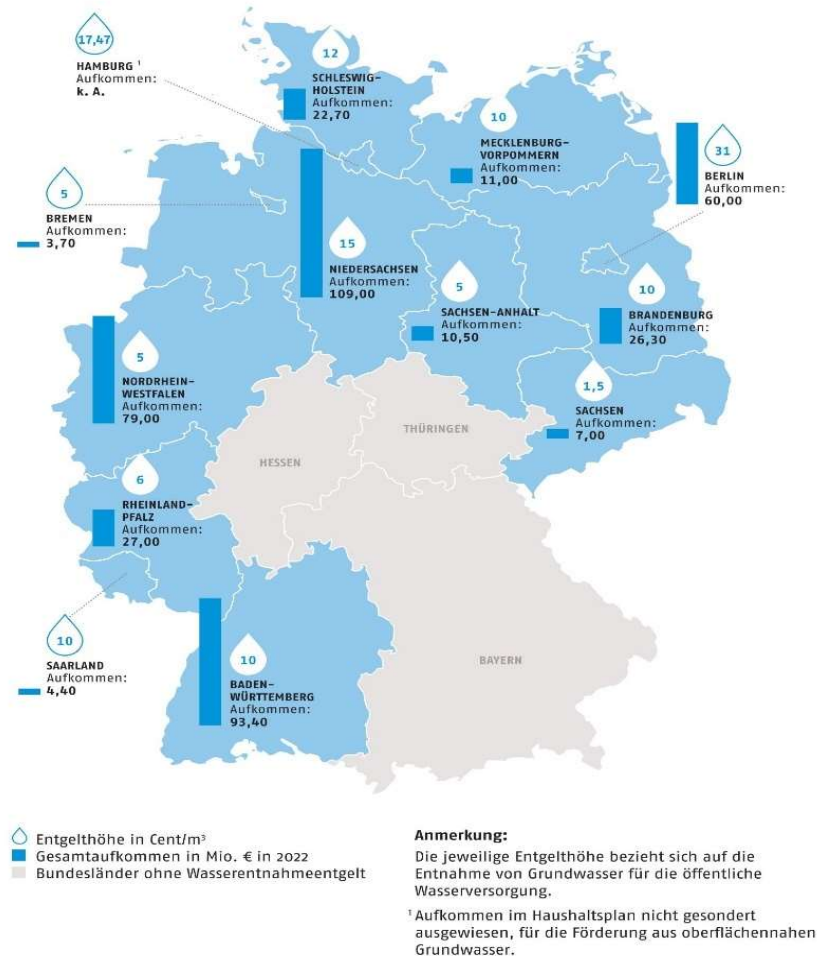 17,47
HAMBURG ¹
Aufkommen:
k. A.
12
SCHLESWIG-
HOLSTEIN
Aufkommen:
22,70
10
MECKLENBURG-
VORPOMMERN
Aufkommen:
11,00
31
BERLIN
Aufkommen:
60,00
5
BREMEN
Aufkommen:
3,70
15
NIEDERSACHSEN
Aufkommen:
109,00
5
SACHSEN-ANHALT
Aufkommen:
10,50
10
BRANDENBURG
Aufkommen:
26,30
5
NORDRHEIN-
WESTFALEN
Aufkommen:
79,00
1,5
SACHSEN
Aufkommen:
7,00
THÜRINGEN
HESSEN
6
RHEINLAND-
PFALZ
Aufkommen:
27,00
10
SAARLAND
Aufkommen:
4,40
10
BADEN-
WÜRTTEMBERG
Aufkommen:
93,40
BAYERN
Entgelthöhe in Cent/m³
Gesamtaufkommen in Mio. € in 2022
Bundesländer ohne Wasserentnahmeentgelt
Anmerkung:
Die jeweilige Entgelthöhe bezieht sich auf die
Entnahme von Grundwasser für die öffentliche
Wasserversorgung.
¹ Aufkommen im Haushaltsplan nicht gesondert
ausgewiesen, für die Förderung aus oberflächennahen
Grundwasser.